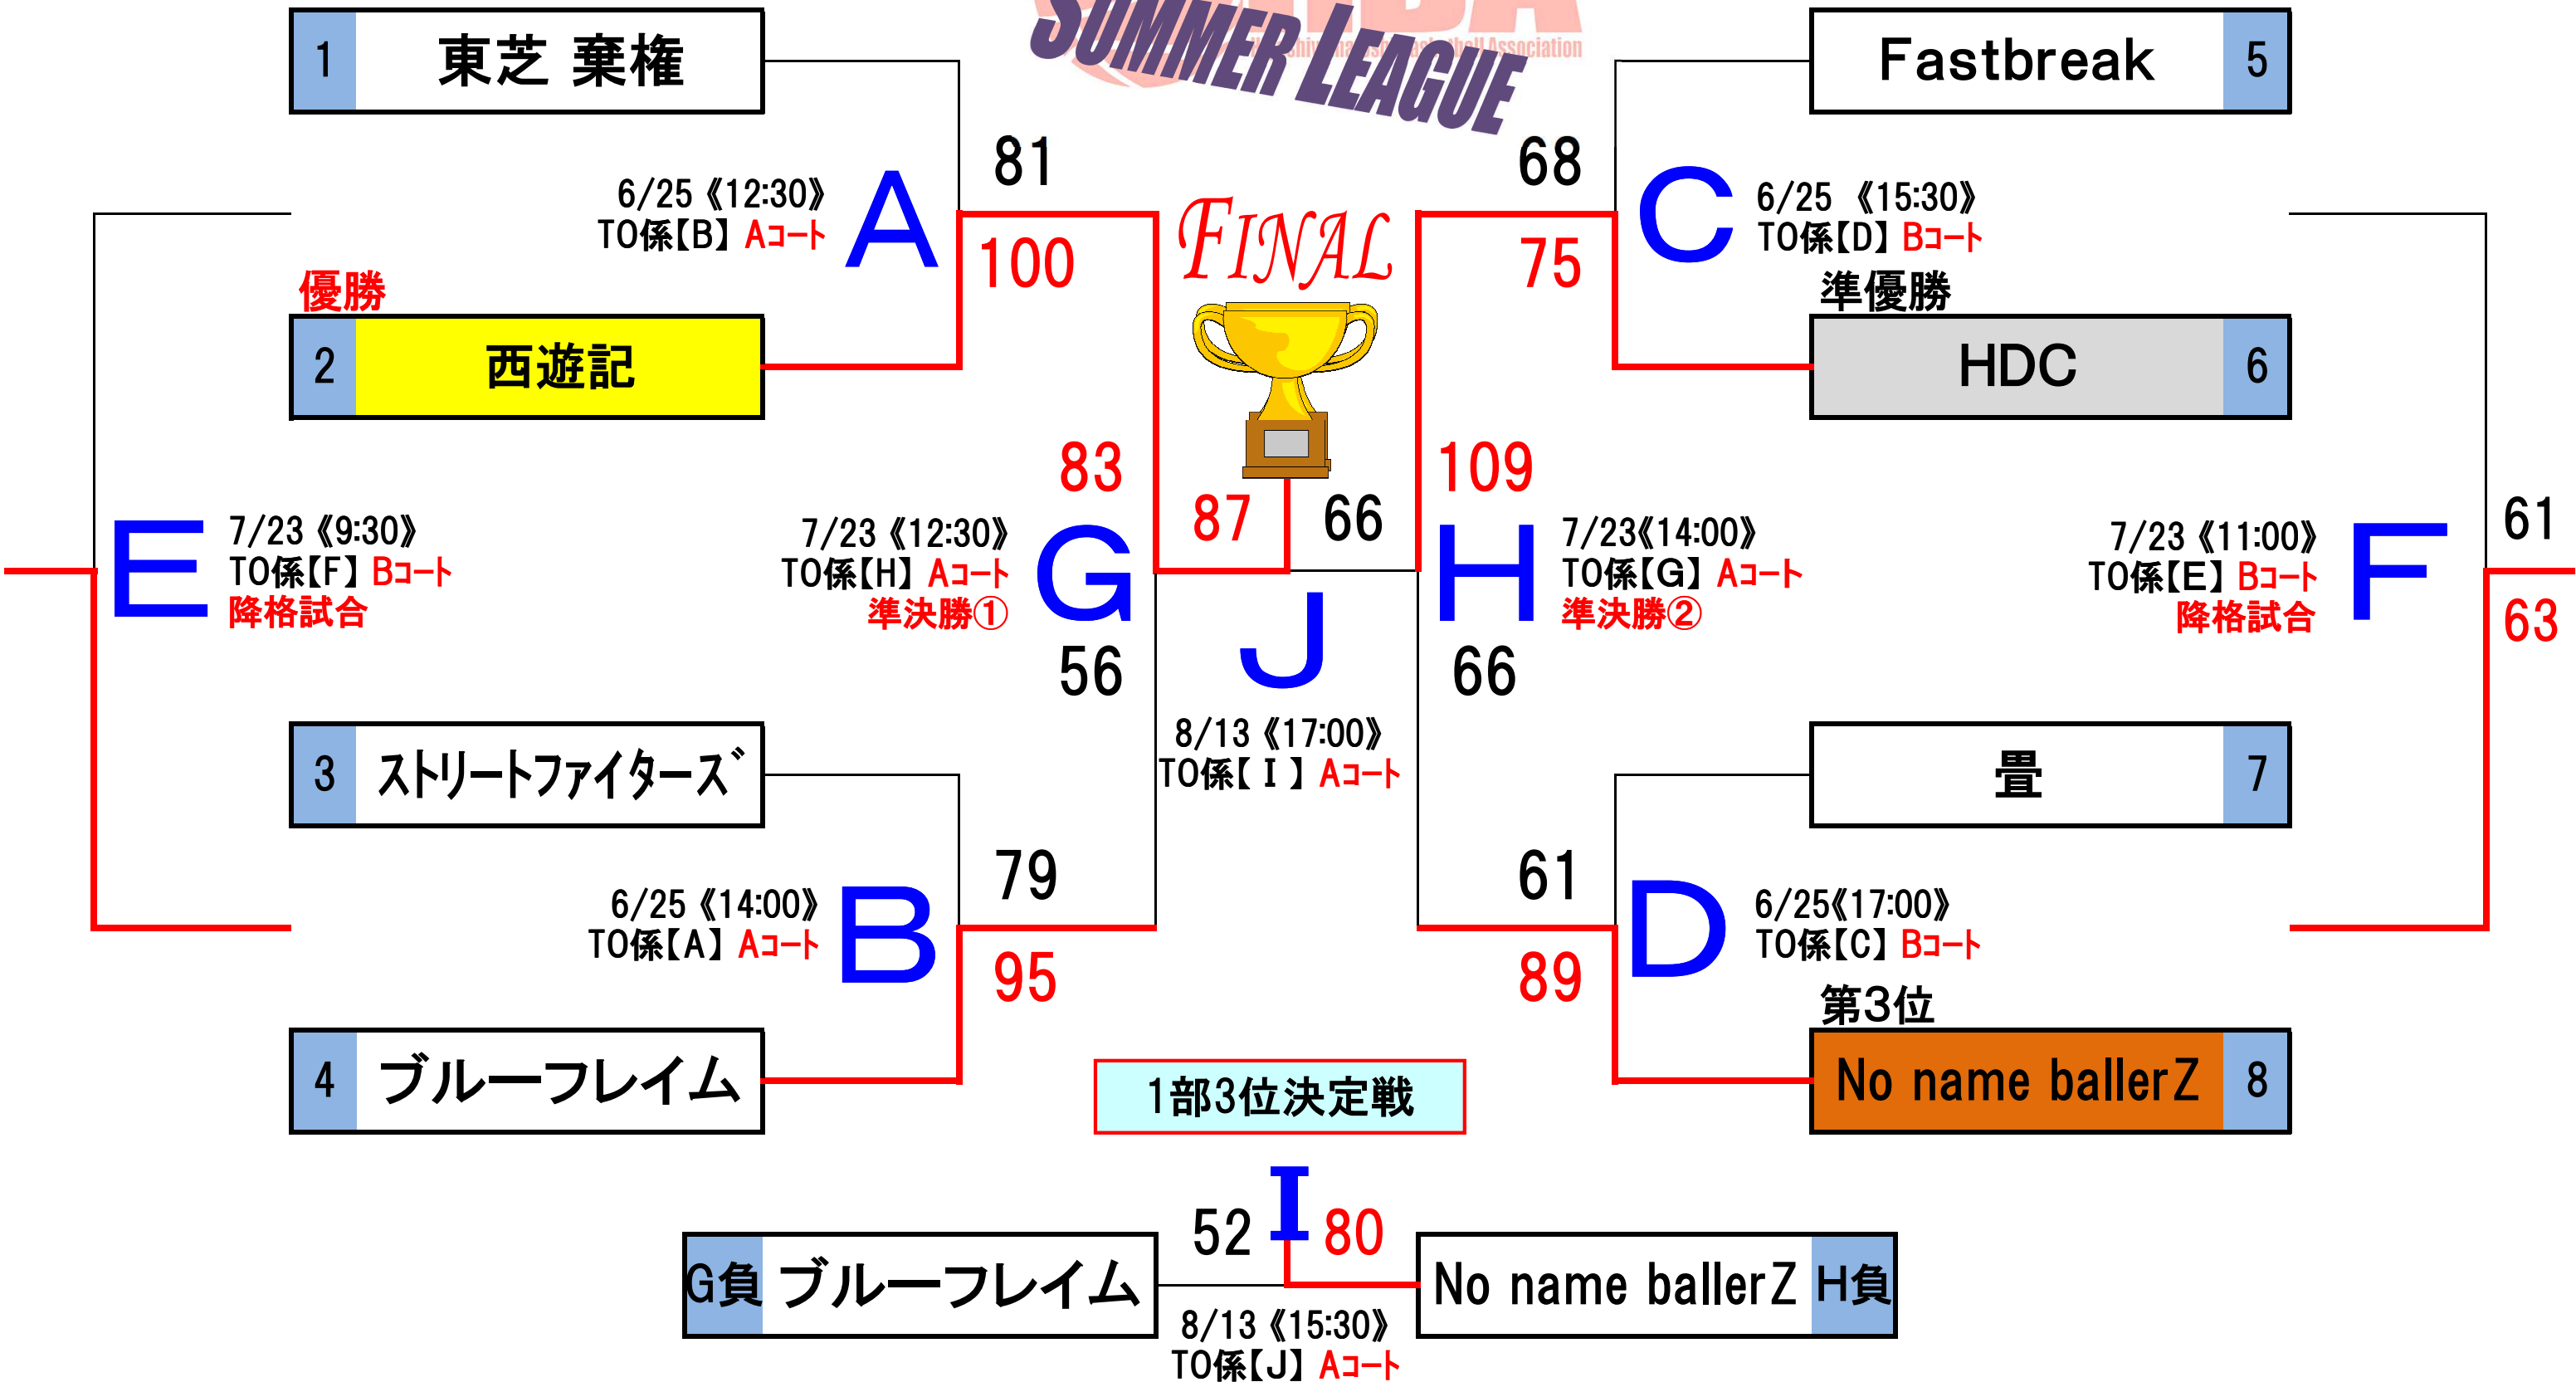 SUMMER LEAGUE
1 東芝 棄権
Fastbreak 5
81
68
6/25 《12:30》
TO係【B】 Aコート
A
C
6/25 《15:30》
TO係【D】 Bコート
100
FINAL
75
優勝
準優勝
2 西遊記
HDC 6
83
109
87
66
61
E
7/23 《9:30》
TO係【F】 Bコート
降格試合
7/23 《12:30》
TO係【H】 Aコート
準決勝①
G
H
7/23《14:00》
TO係【G】 Aコート
準決勝②
7/23 《11:00》
TO係【E】 Bコート
降格試合
F
63
J
56
66
8/13 《17:00》
TO係【I】 Aコート
3 ストリートファイターズ
畳 7
79
61
6/25 《14:00》
TO係【A】 Aコート
B
D
6/25《17:00》
TO係【C】 Bコート
95
89
第3位
4 ブルーフレイム
No name ballerZ 8
1部3位決定戦
I
52
80
G負 ブルーフレイム
No name ballerZ H負
8/13 《15:30》
TO係【J】 Aコート